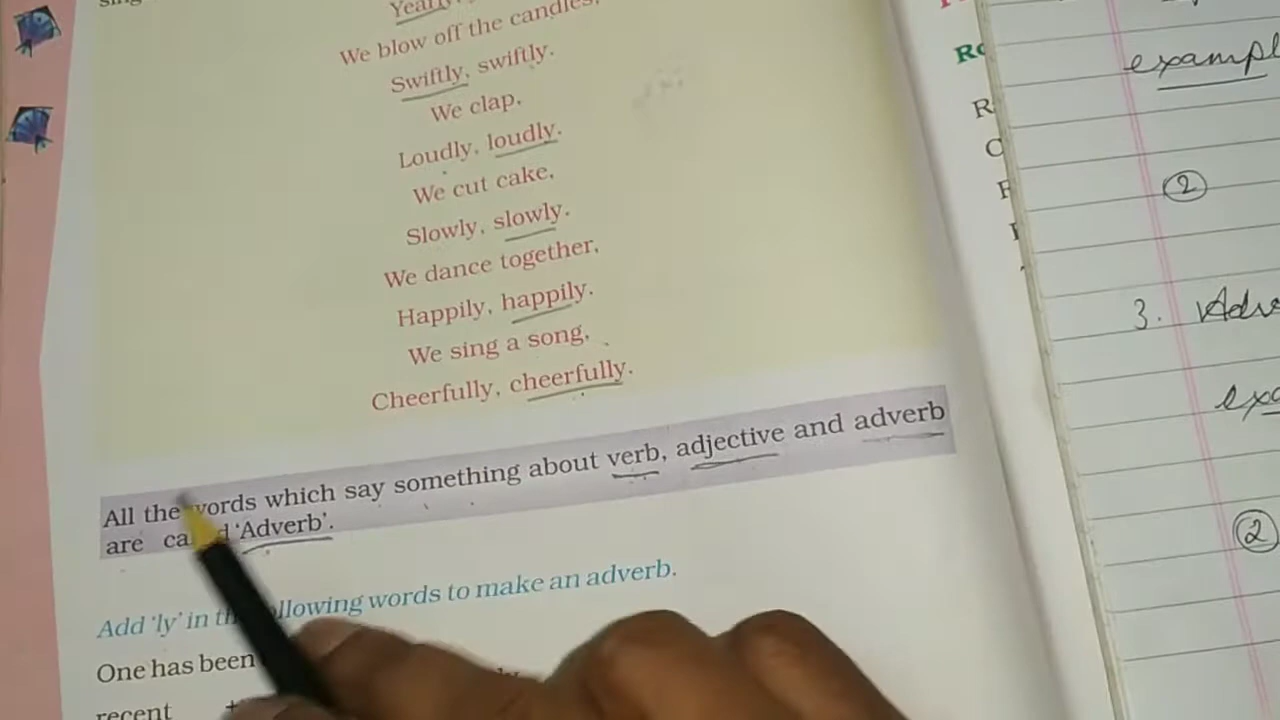 We blow off the candles,
Swiftly, swiftly.
We clap,
Loudly, loudly.
We cut cake,
Slowly, slowly.
We dance together,
Happily, happily.
We sing a song,
Cheerfully, cheerfully.
All the words which say something about verb, adjective and adverb
are called 'Adverb'.
Add 'ly' in the following words to make an adverb.
One has been
recent +
exampl
2
3. Adve
exa
2